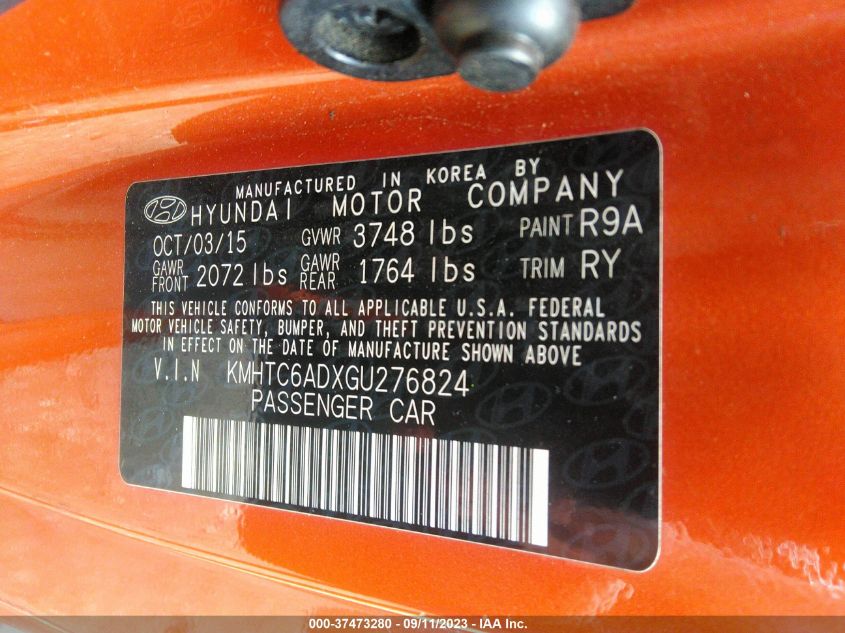 MANUFACTURED IN KOREA BY
HYUNDAI MOTOR COMPANY
OCT/03/15 GVWR 3748 lbs PAINT R9A
GAWR FRONT 2072 lbs GAWR REAR 1764 lbs TRIM RY
THIS VEHICLE CONFORMS TO ALL APPLICABLE U.S.A. FEDERAL
MOTOR VEHICLE SAFETY, BUMPER, AND THEFT PREVENTION STANDARDS
IN EFFECT ON THE DATE OF MANUFACTURE SHOWN ABOVE
V.I.N KMHTC6ADXGU276824
PASSENGER CAR
000-37473280 - 09/11/2023 - IAA Inc.